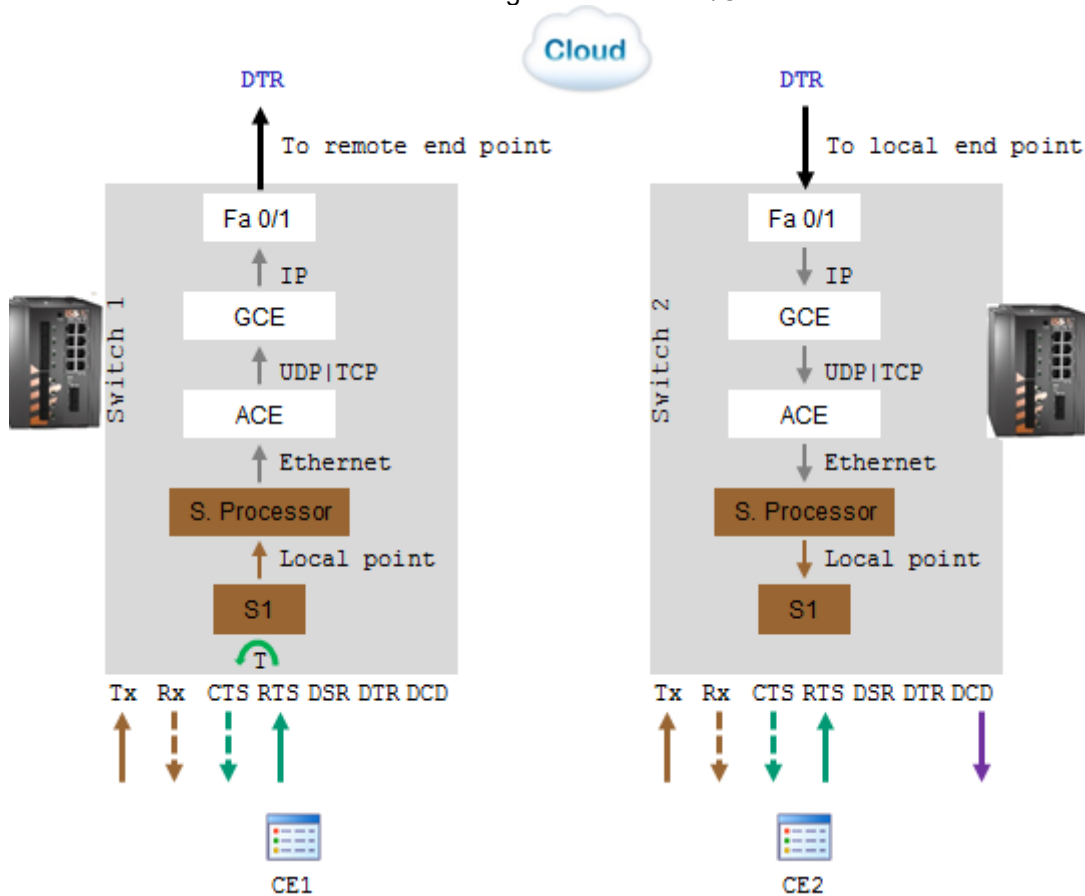 Cloud
DTR
DTR
To remote end point
To local end point
Fa 0/1
Fa 0/1
IP
IP
Switch 1
GCE
Switch 2
GCE
UDP|TCP
UDP|TCP
ACE
ACE
Ethernet
Ethernet
S. Processor
S. Processor
Local point
Local point
S1
S1
T
Tx Rx CTS RTS DSR DTR DCD
Tx Rx CTS RTS DSR DTR DCD
CE1
CE2